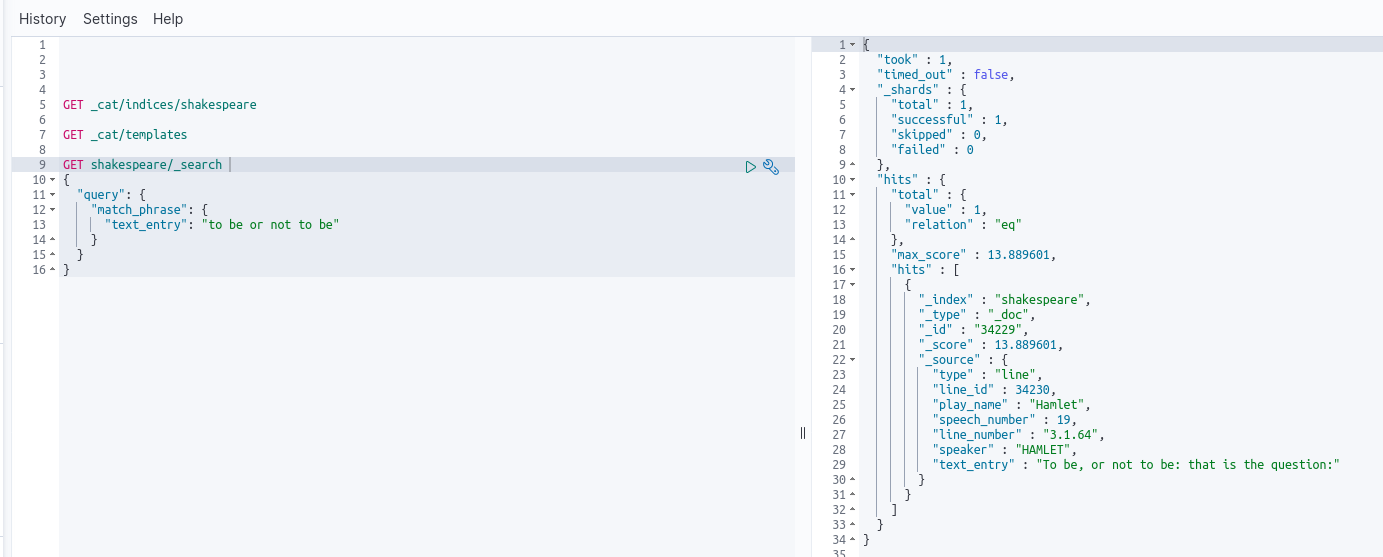 History Settings Help
1
2
3
4
5 GET _cat/indices/shakespeare
6
7 GET _cat/templates
8
9 GET shakespeare/_search
10 {
11 "query": {
12 "match_phrase": {
13 "text_entry": "to be or not to be"
14 }
15 }
16 }
1 {
2 "took" : 1,
3 "timed_out" : false,
4 "_shards" : {
5 "total" : 1,
6 "successful" : 1,
7 "skipped" : 0,
8 "failed" : 0
9 },
10 "hits" : {
11 "total" : {
12 "value" : 1,
13 "relation" : "eq"
14 },
15 "max_score" : 13.889601,
16 "hits" : [
17 {
18 "_index" : "shakespeare",
19 "_type" : "_doc",
20 "_id" : "34229",
21 "_score" : 13.889601,
22 "_source" : {
23 "type" : "line",
24 "line_id" : 34230,
25 "play_name" : "Hamlet",
26 "speech_number" : 19,
27 "line_number" : "3.1.64",
28 "speaker" : "HAMLET",
29 "text_entry" : "To be, or not to be: that is the question:"
30 }
31 }
32 ]
33 }
34 }
35